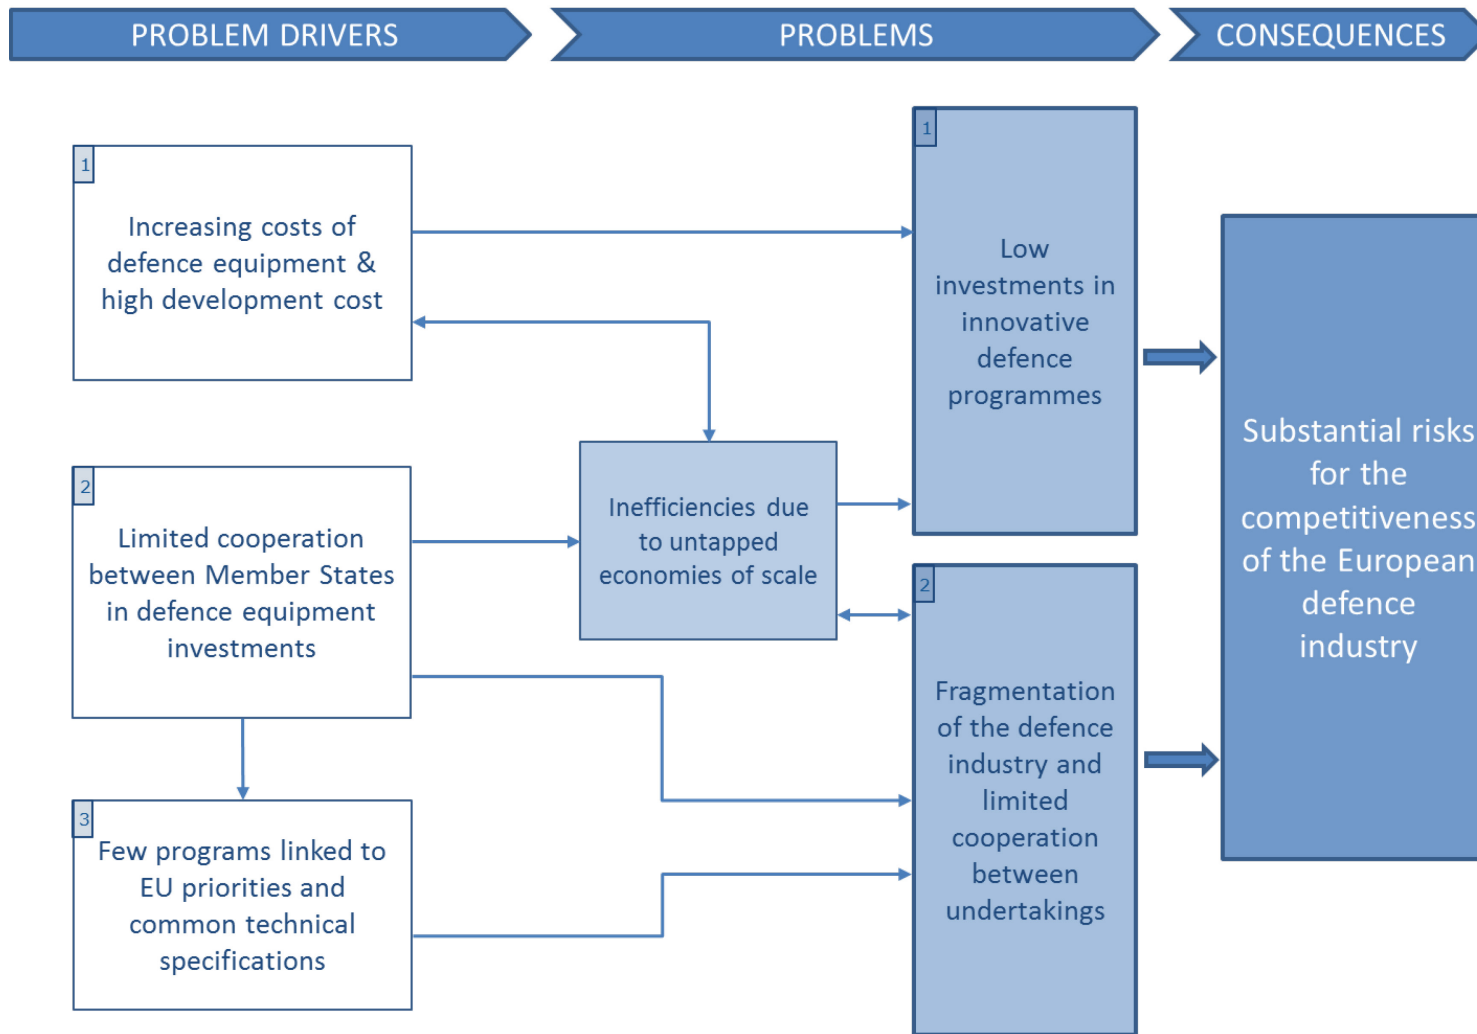 PROBLEM DRIVERS
PROBLEMS
CONSEQUENCES
1
Increasing costs of
defence equipment &
high development cost
2
Limited cooperation
between Member States
in defence equipment
investments
3
Few programs linked to
EU priorities and
common technical
specifications
Inefficiencies due
to untapped
economies of scale
1
Low
investments in
innovative
defence
programmes
2
Fragmentation
of the defence
industry and
limited
cooperation
between
undertakings
Substantial risks
for the
competitiveness
of the European
defence
industry